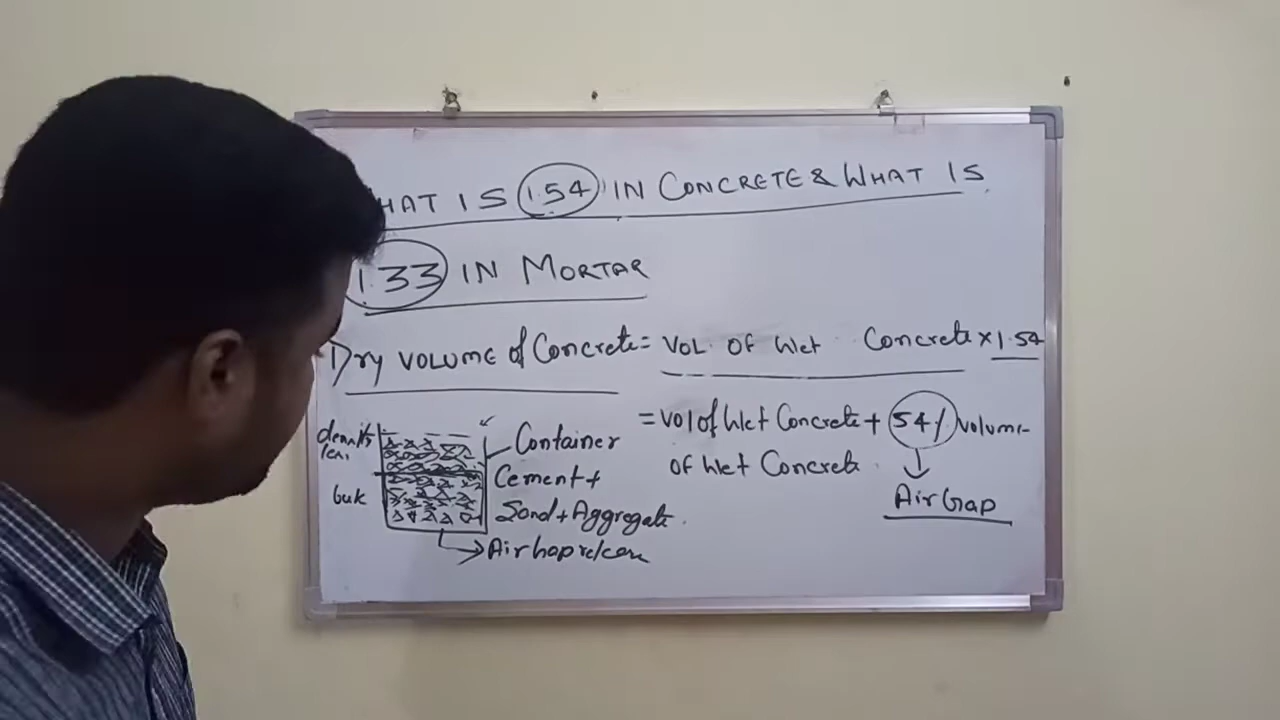 HAT IS 1.54 IN CONCRETE & WHAT IS
1.33 IN MORTAR
Dry VOLUME of Concrete = VOL. OF Wet Concrete × 1.54
= Vol of Wet Concrete + 54% Volume
of Wet Concrete
Air Gap
Container
Cement +
Sand + Aggregate